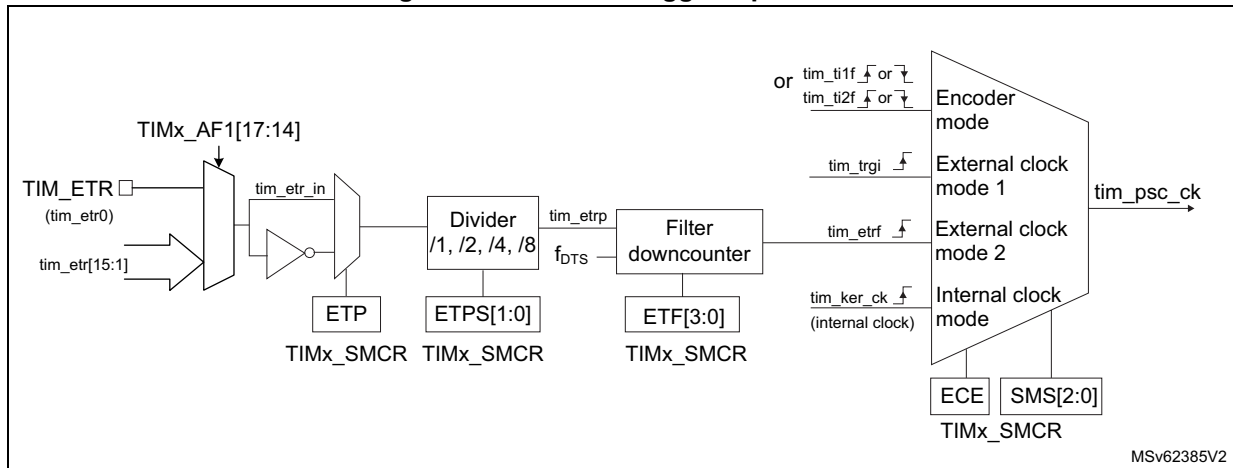 or tim_ti1f or
tim_ti2f or
Encoder
mode
TIMx_AF1[17:14]
TIM_ETR
(tim_etr0)
tim_etr[15:1]
tim_etr_in
Divider
/1, /2, /4, /8
tim_etrp
fDTS
Filter
downcounter
tim_trgi
External clock
mode 1
tim_etrf
External clock
mode 2
tim_ker_ck
(internal clock)
Internal clock
mode
tim_psc_ck
ETP
TIMx_SMCR
ETPS[1:0]
TIMx_SMCR
ETF[3:0]
TIMx_SMCR
ECE
SMS[2:0]
TIMx_SMCR
MSv62385V2